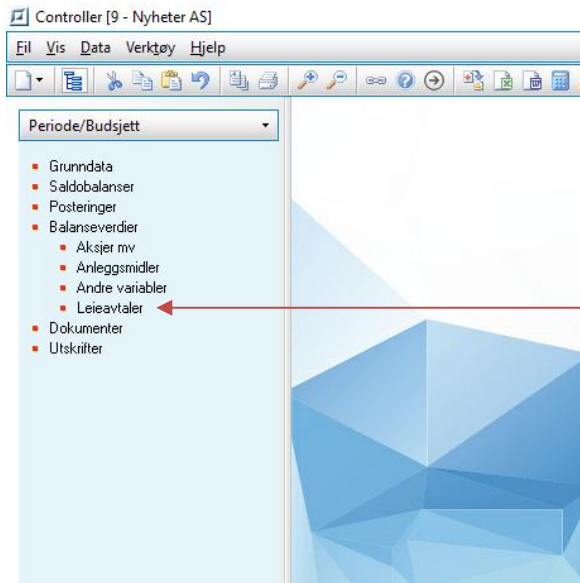 Controller [9 - Nyheter AS]
Fil Vis Data Verktøy Hjelp
Periode/Budsjett
Grunndata
Saldobalanser
Posteringer
Balanseverdier
Aksjer mv
Anleggsmidler
Andre variabler
Leieavtaler
Dokumenter
Utskrifter